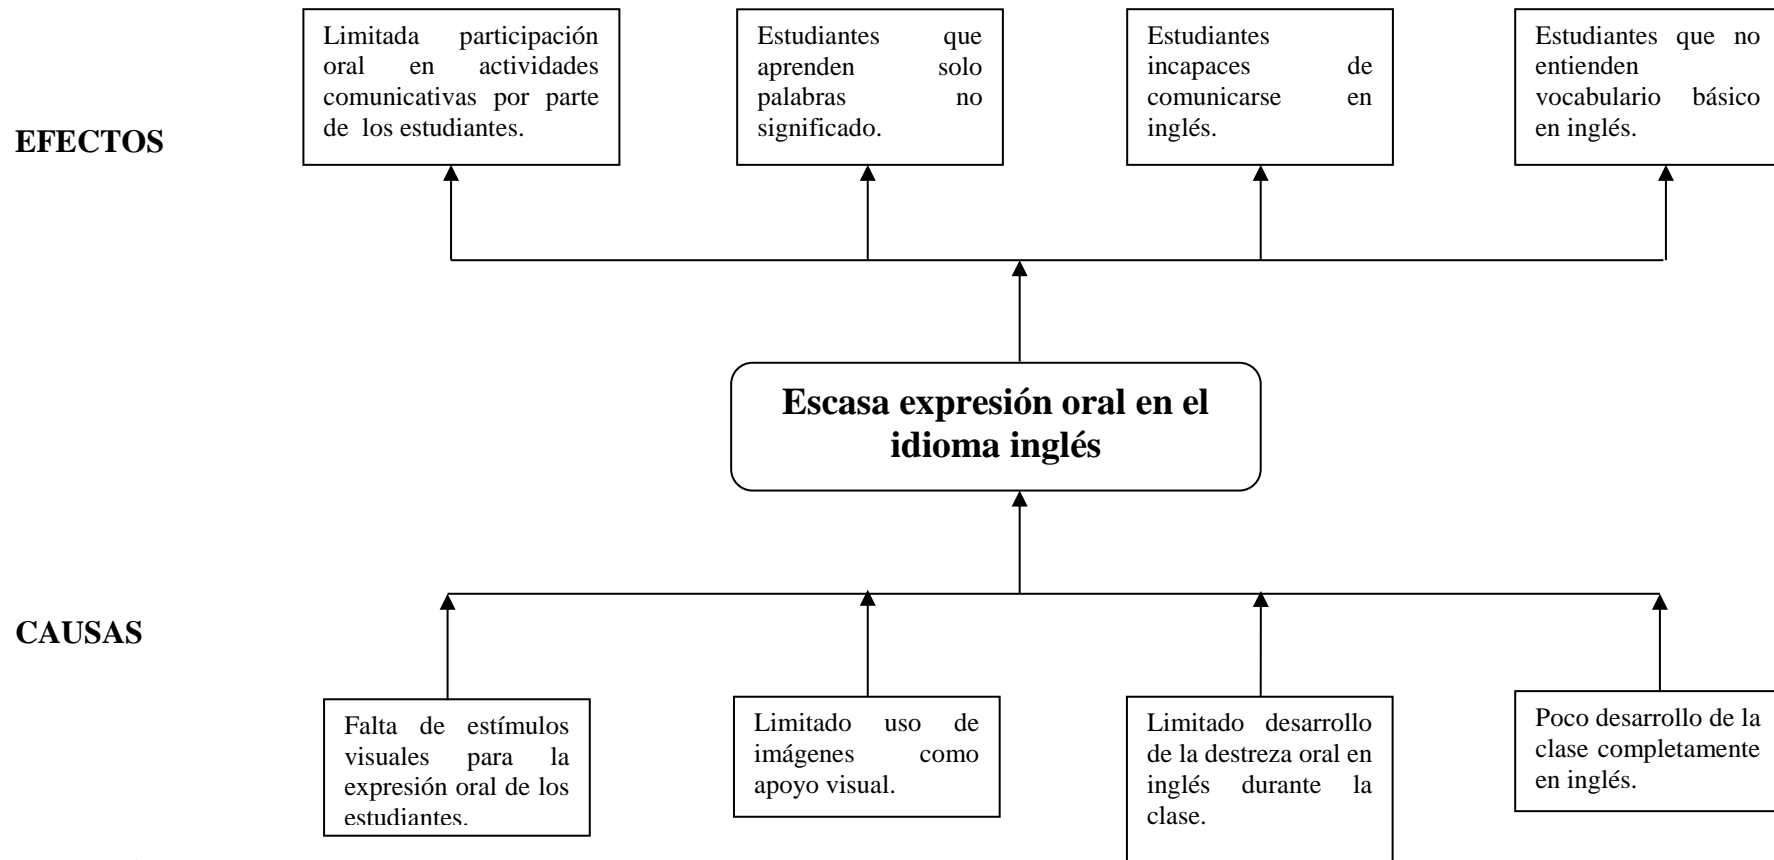 Limitada participación
oral en actividades
comunicativas por parte
de los estudiantes.
Estudiantes que
aprenden solo
palabras no
significado.
Estudiantes
incapaces de
comunicarse en
inglés.
Estudiantes que no
entienden
vocabulario básico
en inglés.
EFECTOS
Escasa expresión oral en el
idioma inglés
CAUSAS
Falta de estímulos
visuales para la
expresión oral de los
estudiantes.
Limitado uso de
imágenes como
apoyo visual.
Limitado desarrollo
de la destreza oral en
inglés durante la
clase.
Poco desarrollo de la
clase completamente
en inglés.